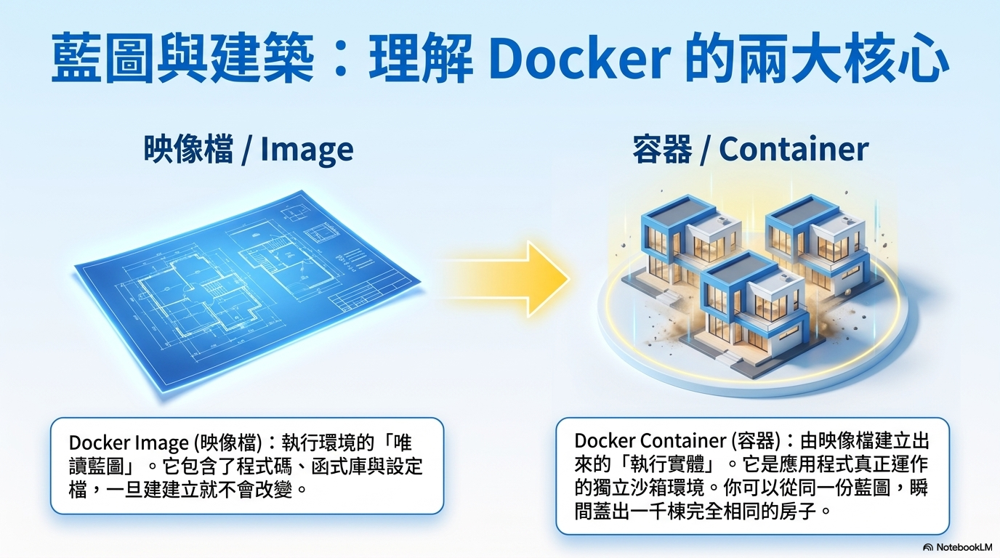 藍圖與建築：理解 Docker 的兩大核心
映像檔 / Image
Docker Image (映像�)：執行環境的「唯
讀藍圖」。它包含了程式碼、函式庫與設定
檔，一旦建建立就不會改變。
容器 / Container
Docker Container (容器)：由映像檔建立出
來的「執行實體」。它是應用程式真正運作
的獨立沙箱環境。你可以從同一份藍圖，瞬
間蓋出一千棟完全相同的房子。
NotebookLM